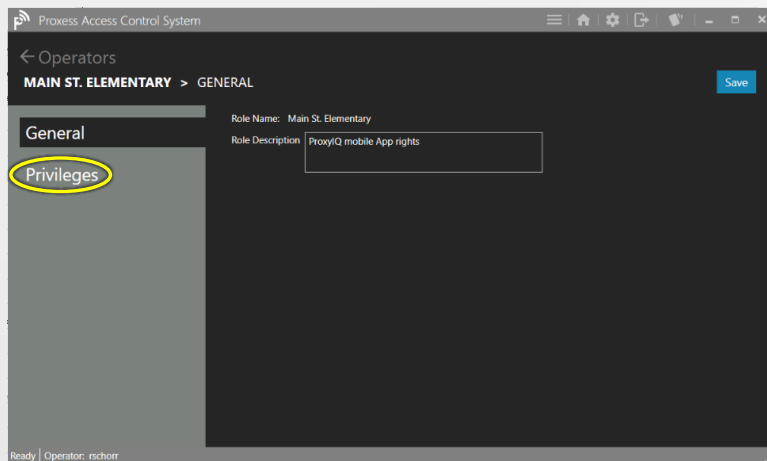 Proxess Access Control System
Operators
MAIN ST. ELEMENTARY > GENERAL
Save
General
Privileges
Role Name: Main St. Elementary
Role Description ProxyIQ mobile App rights
Ready Operator: rschorr